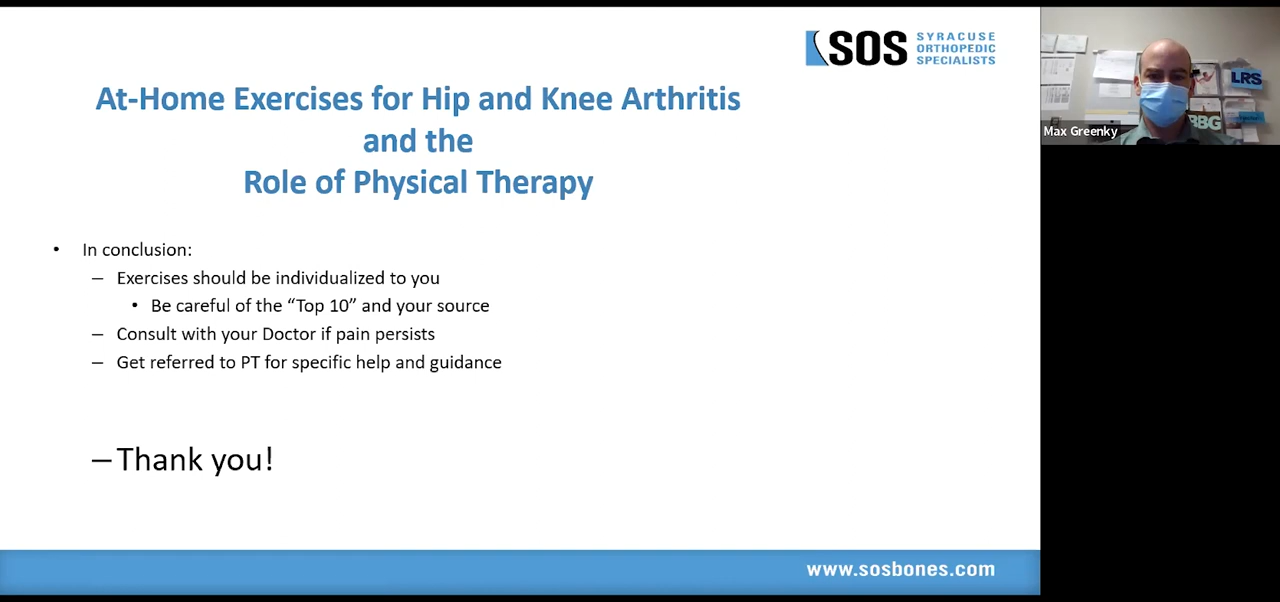 SOS SYRACUSE
ORTHOPEDIC
SPECIALISTS
At-Home Exercises for Hip and Knee Arthritis
and the
Role of Physical Therapy
• In conclusion:
– Exercises should be individualized to you
• Be careful of the “Top 10” and your source
– Consult with your Doctor if pain persists
– Get referred to PT for specific help and guidance
– Thank you!
www.sosbones.com
LRS
BBG
Max Greenky